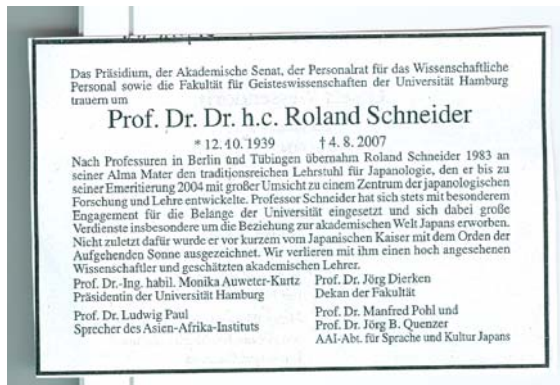 Das Präsidium, der Akademische Senat, der Personalrat für das Wissenschaftliche
Personal sowie die Fakultät für Geisteswissenschaften der Universität Hamburg
trauern um
Prof. Dr. Dr. h.c. Roland Schneider
* 12.10.1939 † 4.8.2007
Nach Professuren in Berlin und Tübingen übernahm Roland Schneider 1983 an
seiner Alma Mater den traditionsreichen Lehrstuhl für Japanologie, den er bis zu
seiner Emeritierung 2004 mit großer Umsicht zu einem Zentrum der japanologischen
Forschung und Lehre entwickelte. Professor Schneider hat sich stets mit besonderem
Engagement für die Belange der Universität eingesetzt und sich dabei große
Verdienste insbesondere um die Beziehung zur akademischen Welt Japans erworben.
Nicht zuletzt dafür wurde er vor kurzem vom Japanischen Kaiser mit dem Orden der
Aufgehenden Sonne ausgezeichnet. Wir verlieren mit ihm einen hoch angesehenen
Wissenschaftler und geschätzten akademischen Lehrer.
Prof. Dr.-Ing. habil. Monika Auweter-Kurtz
Präsidentin der Universität Hamburg
Prof. Dr. Jörg Dierken
Dekan der Fakultät
Prof. Dr. Ludwig Paul
Sprecher des Asien-Afrika-Instituts
Prof. Dr. Manfred Pohl und
Prof. Dr. Jörg B. Quenzer
AAI-Abt. für Sprache und Kultur Japans